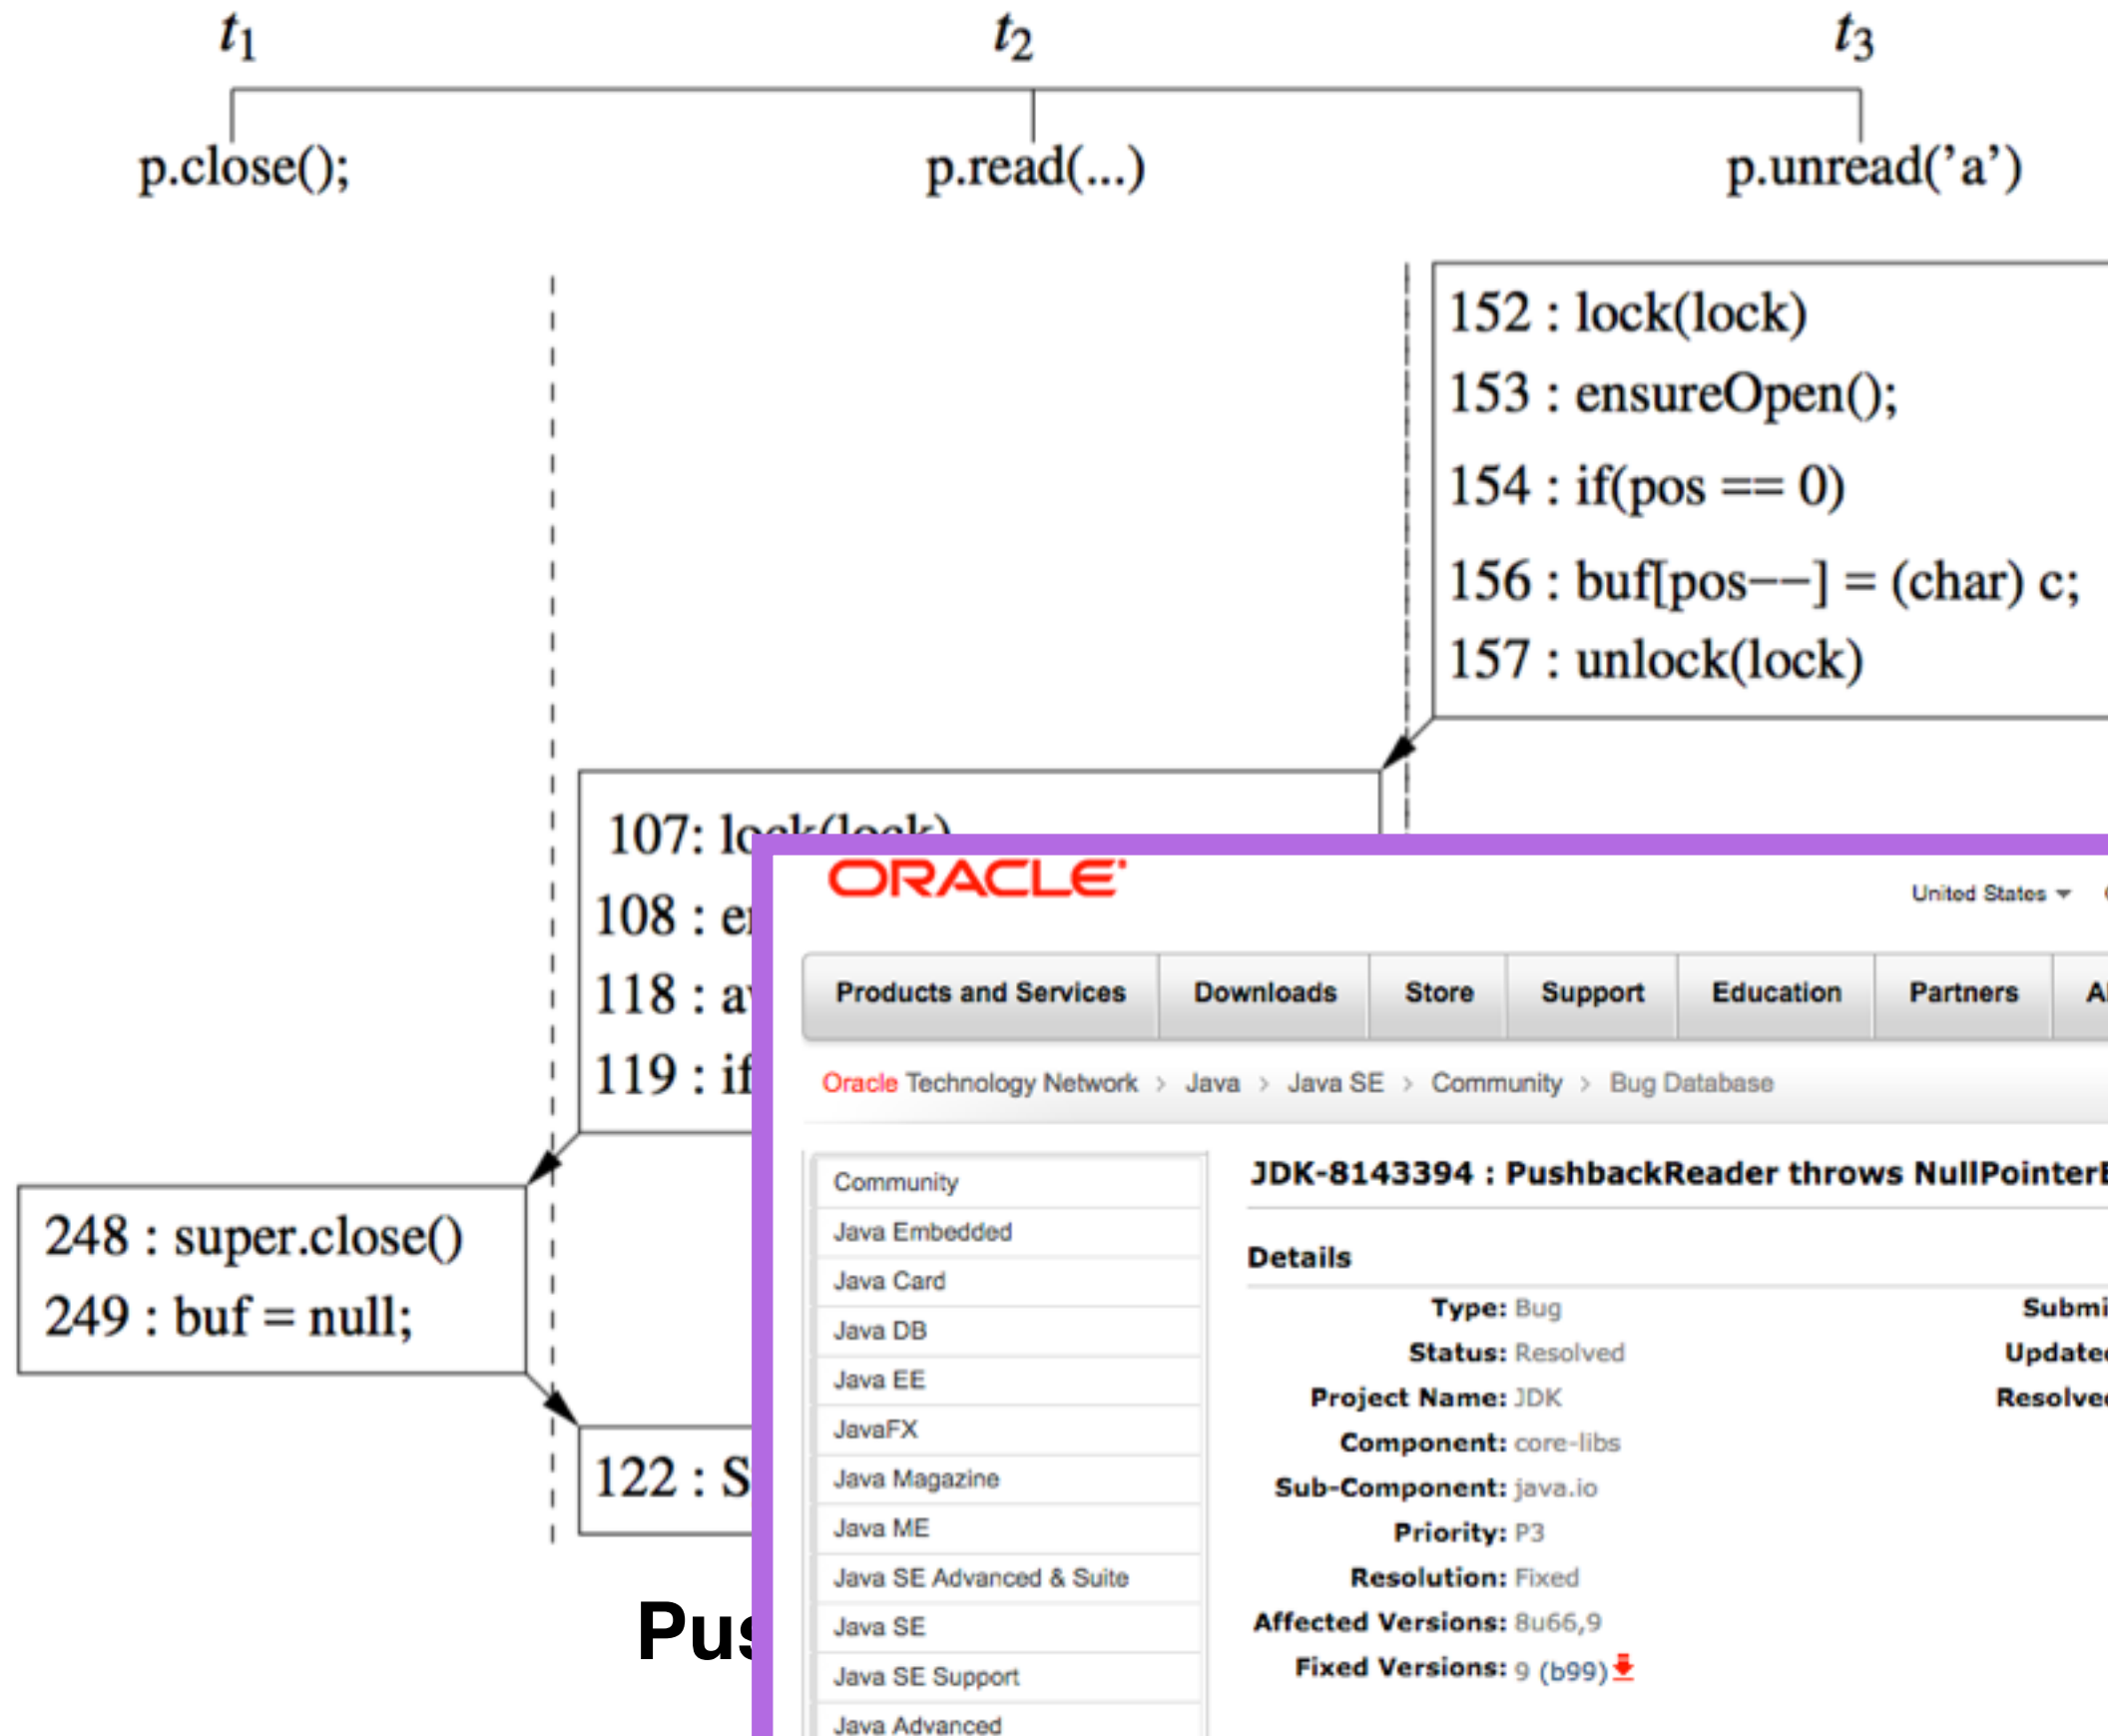 t1 t2 t3
p.close(); p.read(...) p.unread('a')
152 : lock(lock)
153 : ensureOpen();
154 : if(pos == 0)
156 : buf[pos−−] = (char) c;
157 : unlock(lock)
107: lock(lock)
108 :
118 :
119 : if
248 : super.close()
249 : buf = null;
122 :
ORACLE
United States
Products and Services Downloads Store Support Education Partners
Oracle Technology Network > Java > Java SE > Community > Bug Database
Community
Java Embedded
Java Card
Java DB
Java EE
JavaFX
Java Magazine
Java ME
Java SE Advanced & Suite
Java SE
Java SE Support
Java Advanced
JDK-8143394 : PushbackReader throws
Details
Type: Bug
Status: Resolved
Project Name: JDK
Component: core-libs
Sub-Component: java.io
Priority: P3
Resolution: Fixed
Affected Versions: 8u66,9
Fixed Versions: 9 (b99)